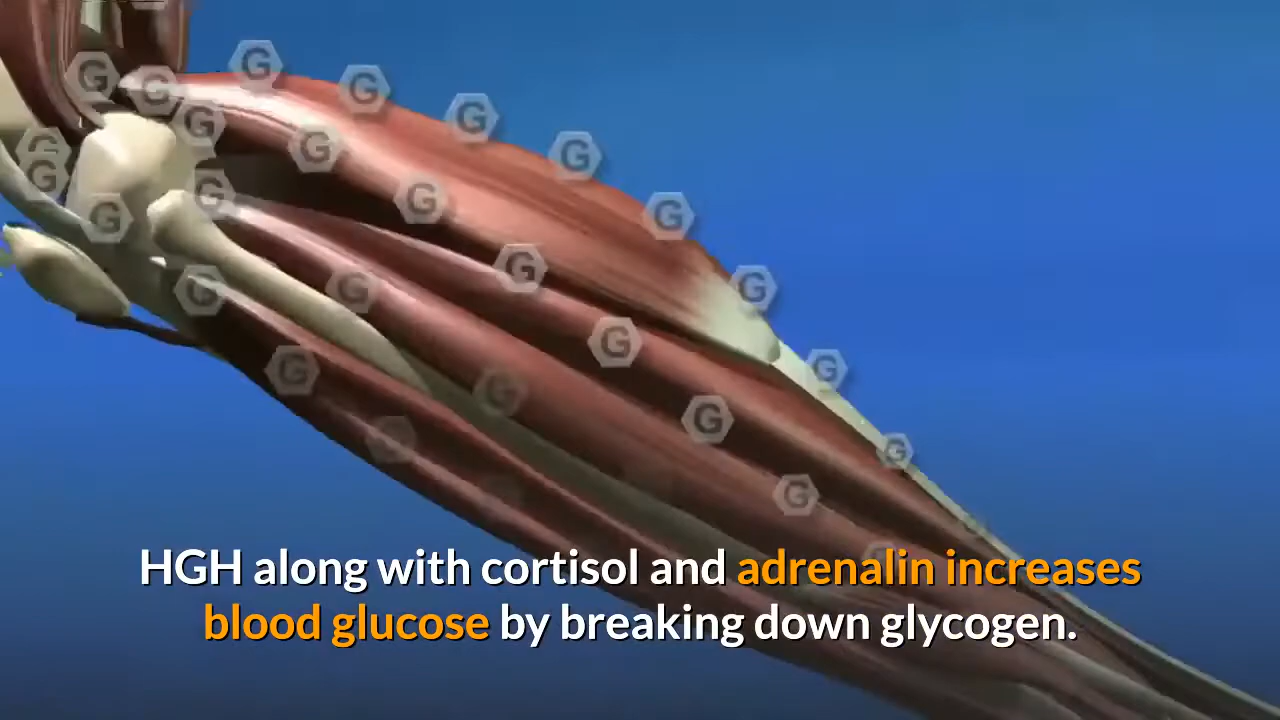 G G G G G G G G G G G G G G G G G G G G G G G G G G
HGH along with cortisol and adrenalin increases
blood glucose by breaking down glycogen.